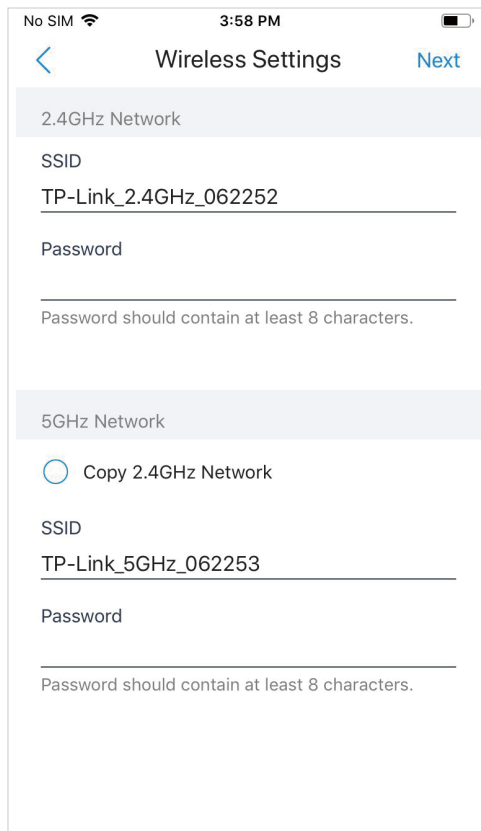 No SIM 3:58 PM
Wireless Settings Next
2.4GHz Network
SSID
TP-Link_2.4GHz_062252
Password
Password should contain at least 8 characters.
5GHz Network
Copy 2.4GHz Network
SSID
TP-Link_5GHz_062253
Password
Password should contain at least 8 characters.